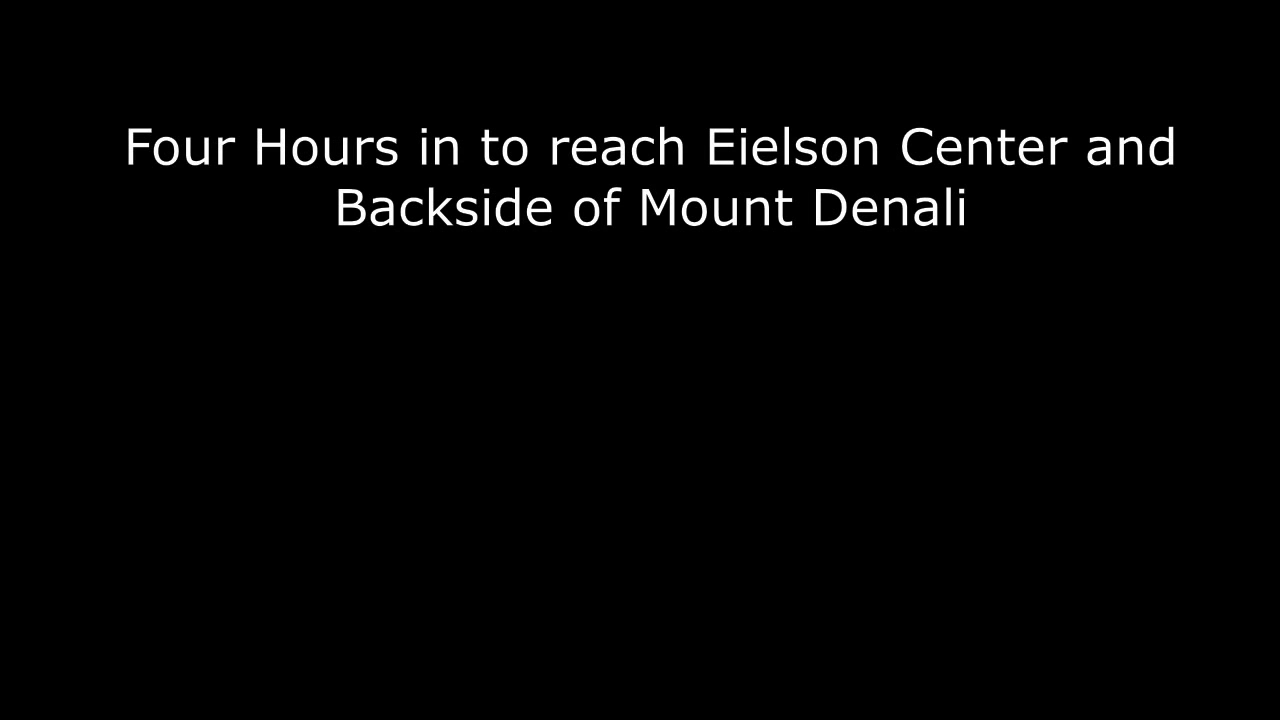 Four Hours in to reach Eielson Center and
Backside of Mount Denali